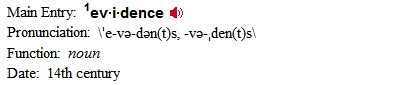 Main Entry: ¹ev·i·dence
Pronunciation: \ˈe-və-dən(t)s, -və-ˌden(t)s\
Function: noun
Date: 14th century